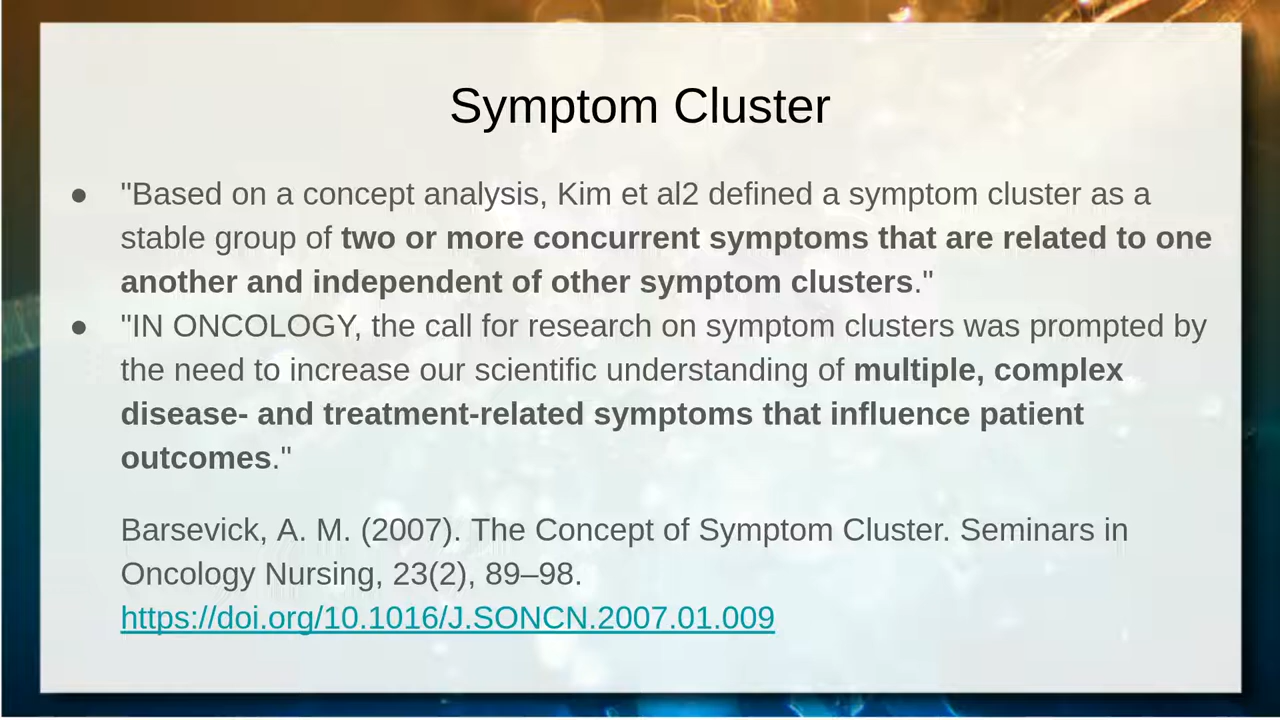 Symptom Cluster
● "Based on a concept analysis, Kim et al2 defined a symptom cluster as a
stable group of two or more concurrent symptoms that are related to one
another and independent of other symptom clusters."
● "IN ONCOLOGY, the call for research on symptom clusters was prompted by
the need to increase our scientific understanding of multiple, complex
disease- and treatment-related symptoms that influence patient
outcomes."
Barsevick, A. M. (2007). The Concept of Symptom Cluster. Seminars in
Oncology Nursing, 23(2), 89–98.
https://doi.org/10.1016/J.SONCN.2007.01.009